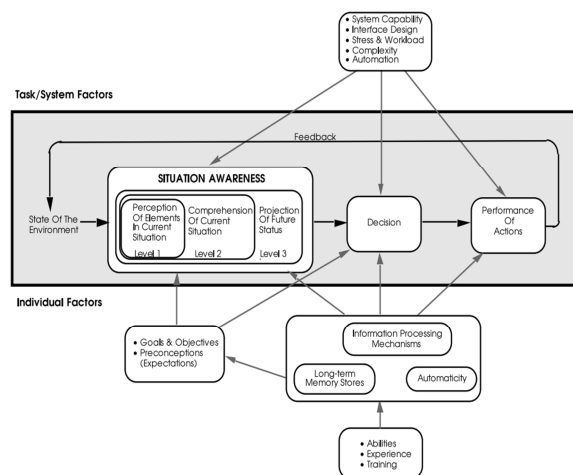 • System Capability
• Interface Design
• Stress & Workload
• Complexity
• Automation
Task/System Factors
Feedback
SITUATION AWARENESS
Perception
Of Elements
In Current
Situation
Level 1
Comprehension
Of Current
Situation
Level 2
Projection
Of Future
Status
Level 3
State Of The
Environment
Decision
Performance
Of
Actions
Individual Factors
• Goals & Objectives
• Preconceptions
(Expectations)
Information Processing
Mechanisms
Long-term
Memory Stores
Automaticity
• Abilities
• Experience
• Training